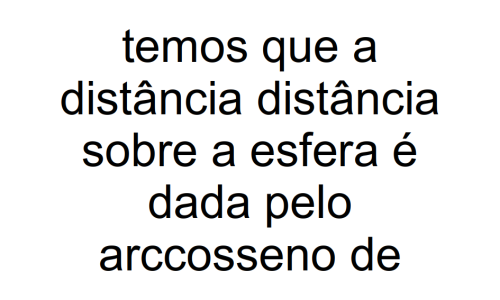 temos que a
distância distância
sobre a esfera é
dada pelo
arccosseno de